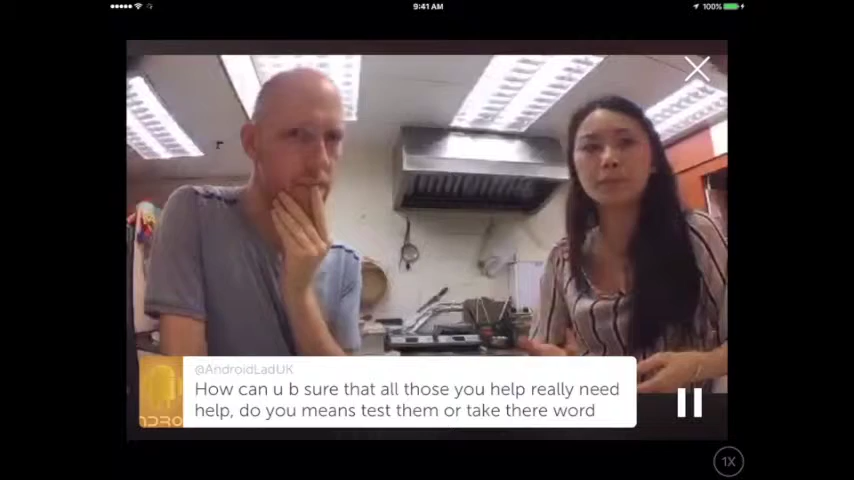 9:41 AM
100%
@AndroidLadUK
How can u b sure that all those you help really need
help, do you means test them or take there word
NDRO
1X